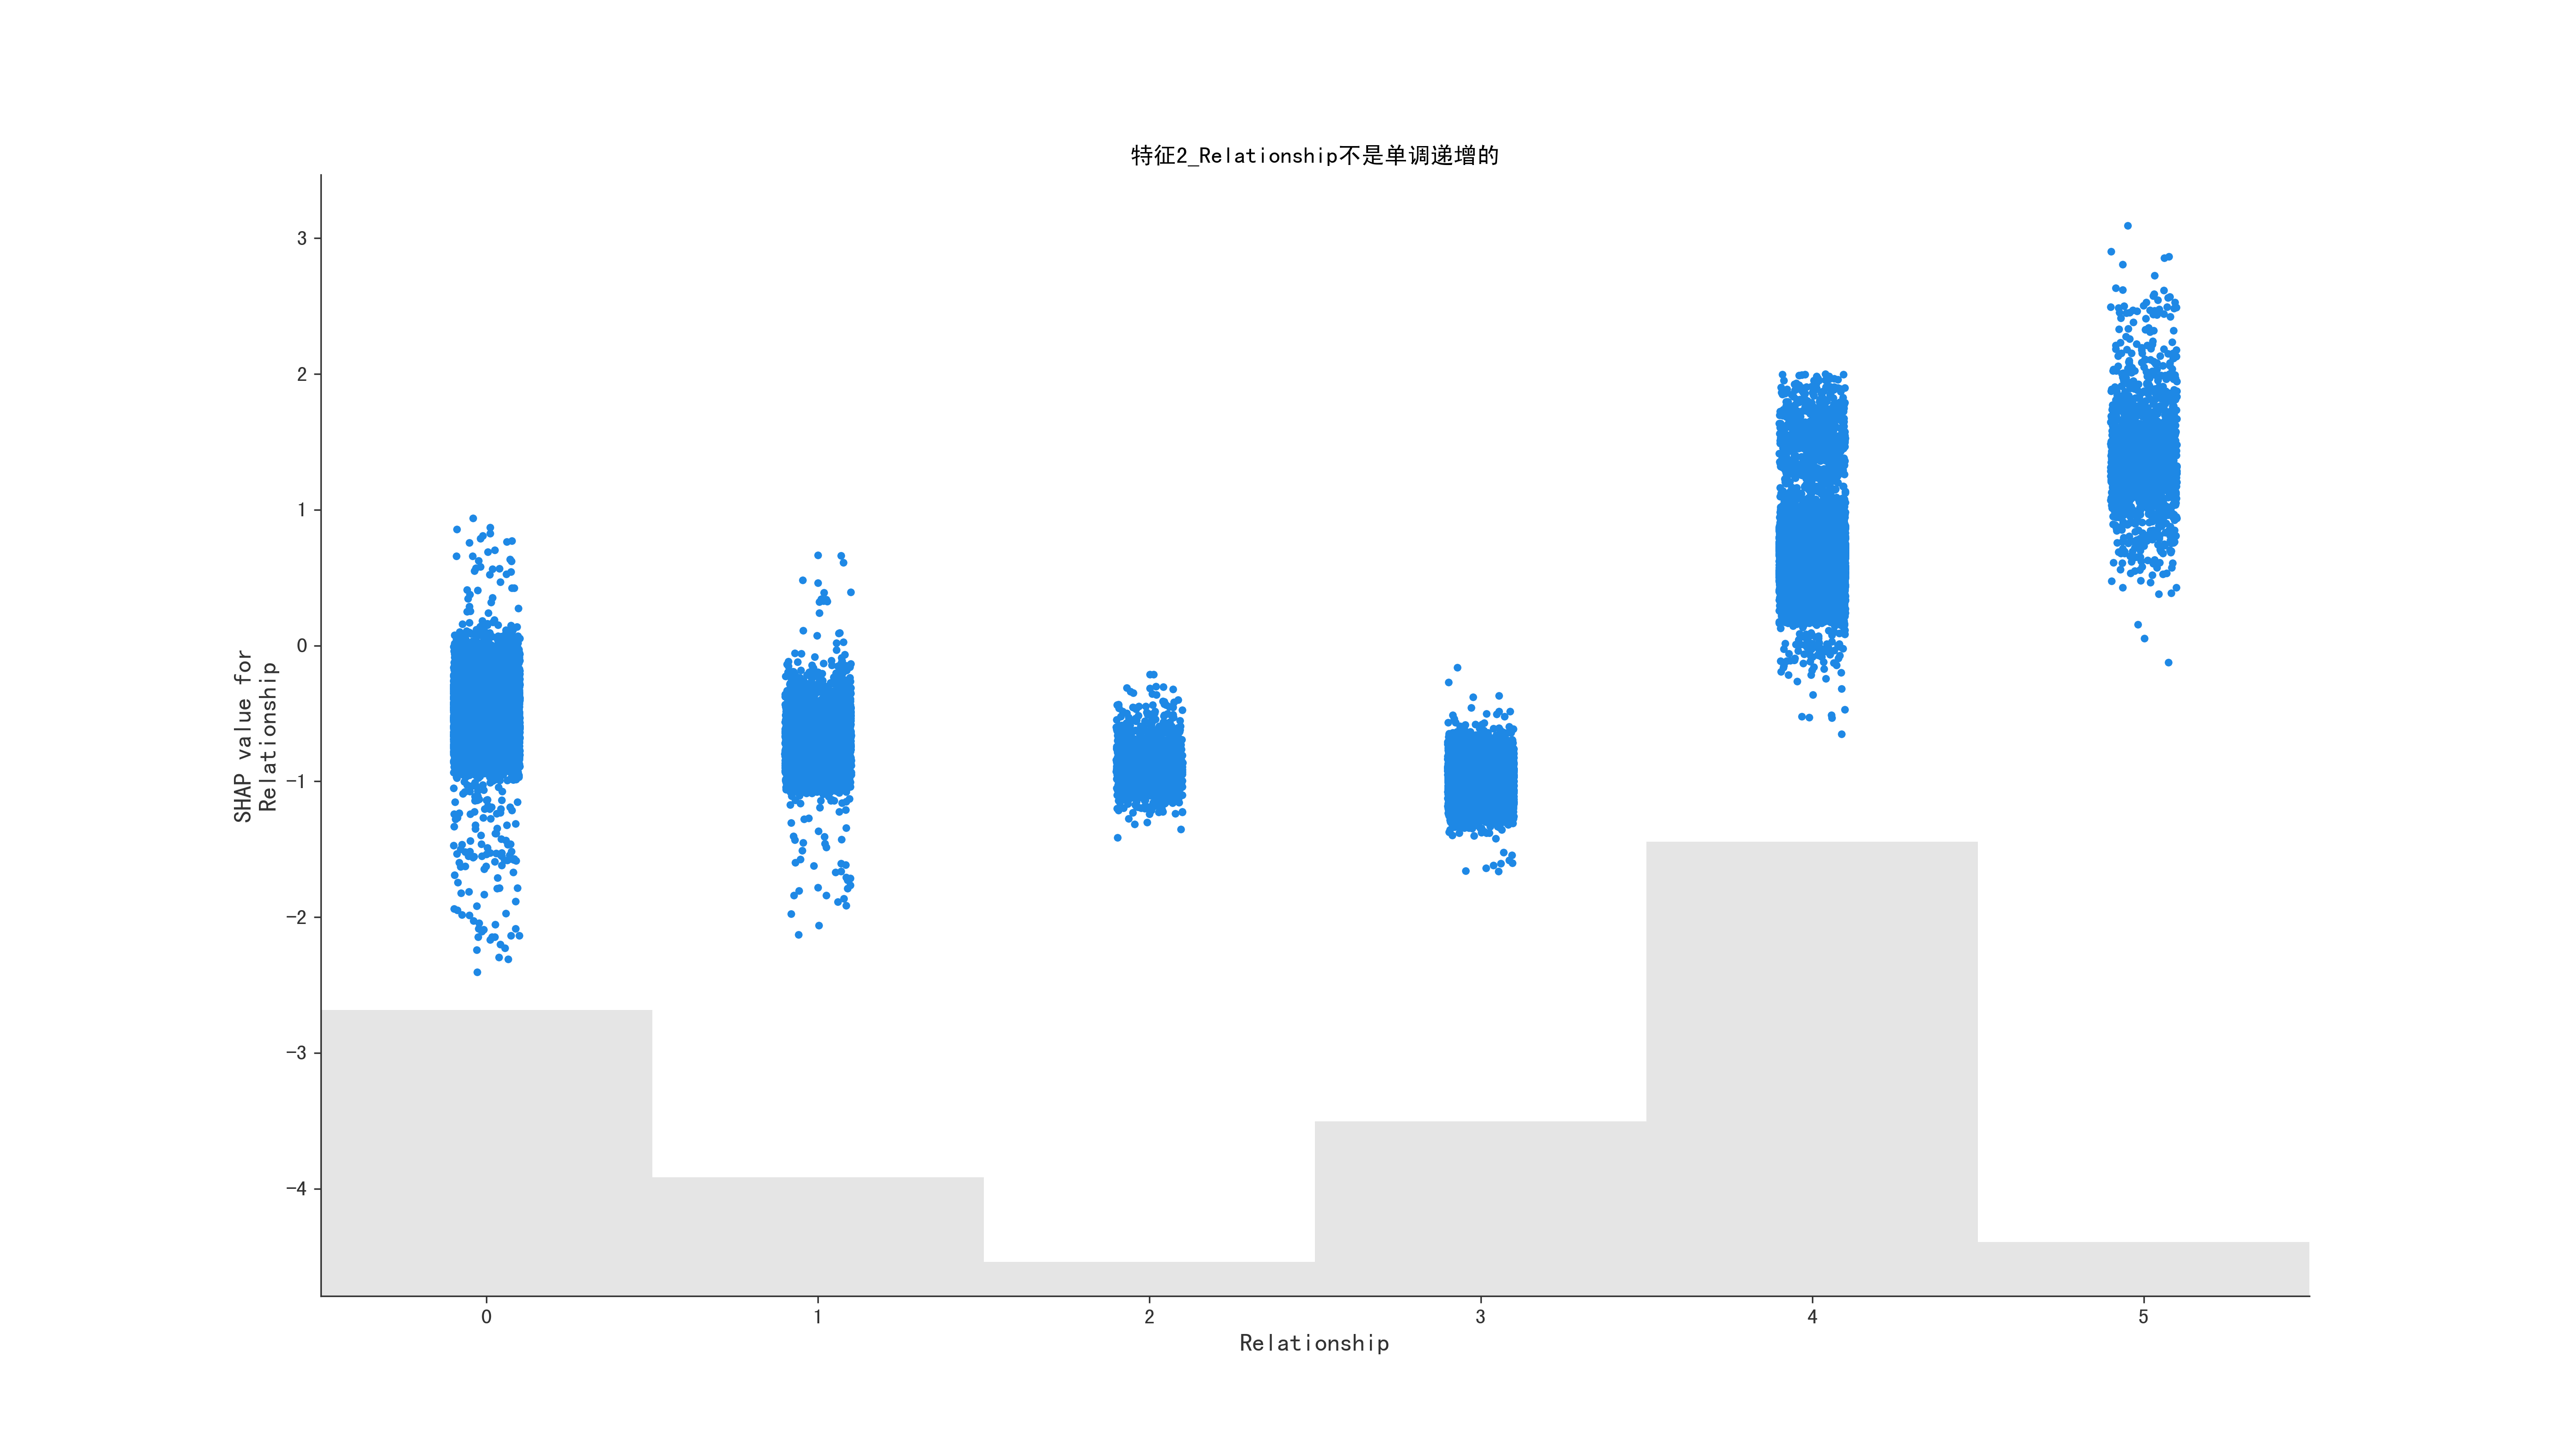 特征2_Relationship不是单调递增的
3
2
1
0
−1
−2
−3
−4
SHAP value for
Relationship
0 1 2 3 4 5
Relationship